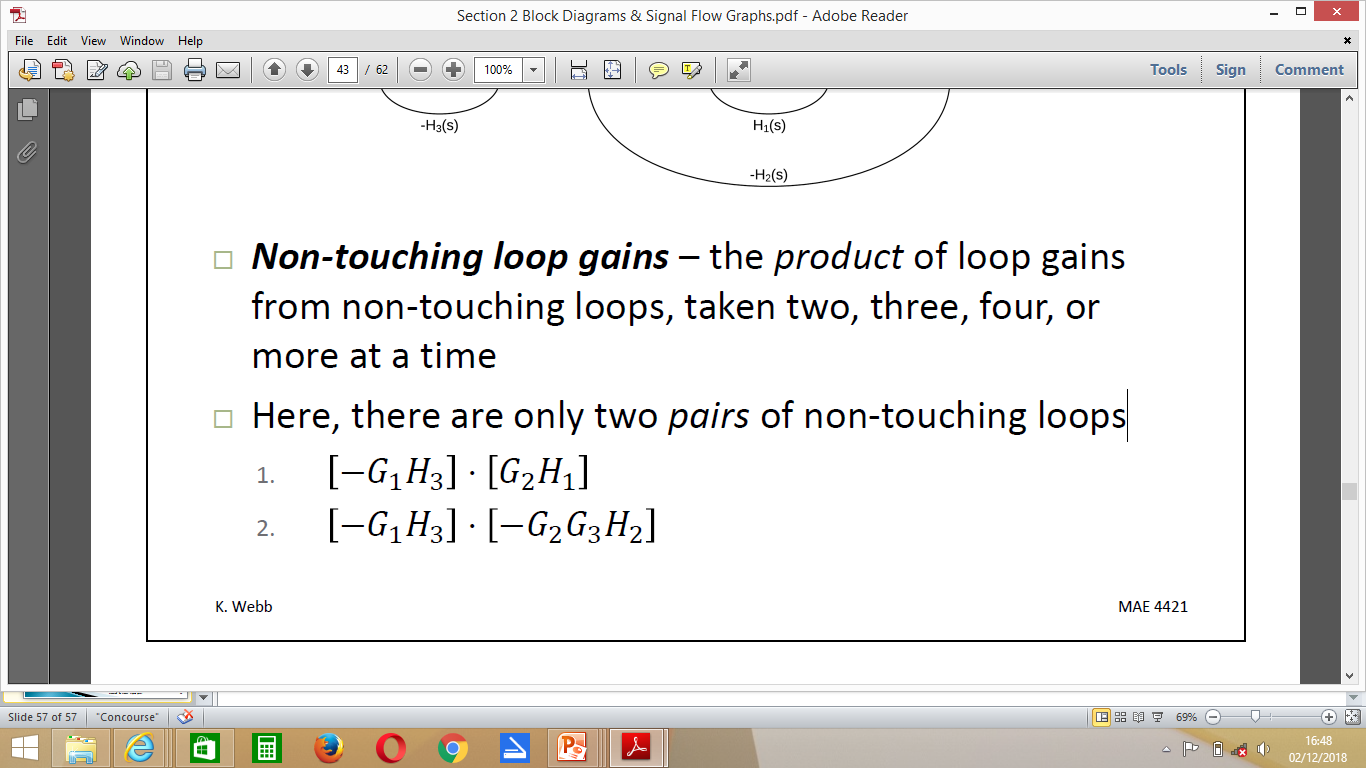 Section 2 Block Diagrams & Signal Flow Graphs.pdf - Adobe Reader
File Edit View Window Help
43 / 62 100% Tools Sign Comment
-H₃(s) H₁(s)
-H₂(s)
Non-touching loop gains – the product of loop gains
from non-touching loops, taken two, three, four, or
more at a time
Here, there are only two pairs of non-touching loops
1. [−G₁H₃] · [G₂H₁]
2. [−G₁H₃] · [−G₂G₃H₂]
K. Webb MAE 4421
Slide 57 of 57 "Concourse" 69%
16:48
02/12/2018